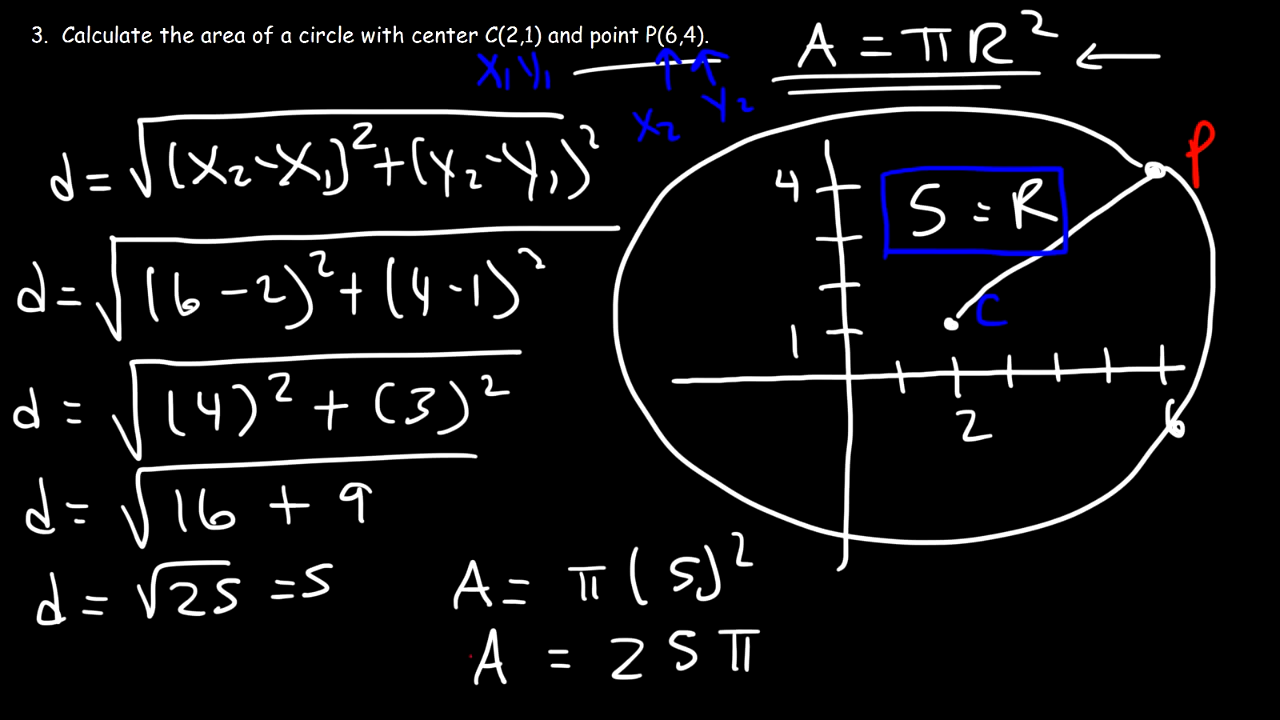 3. Calculate the area of a circle with center C(2,1) and point P(6,4).
A = πR²
X₁ Y₁
X₂ Y₂
d = √(X₂-X₁)²+(Y₂-Y₁)²
P
4
5 = R
d = √(6-2)²+(4-1)²
C
1
d = √(4)²+(3)²
2
6
d = √16 + 9
d = √25 = 5
A = π(5)²
A = 25π